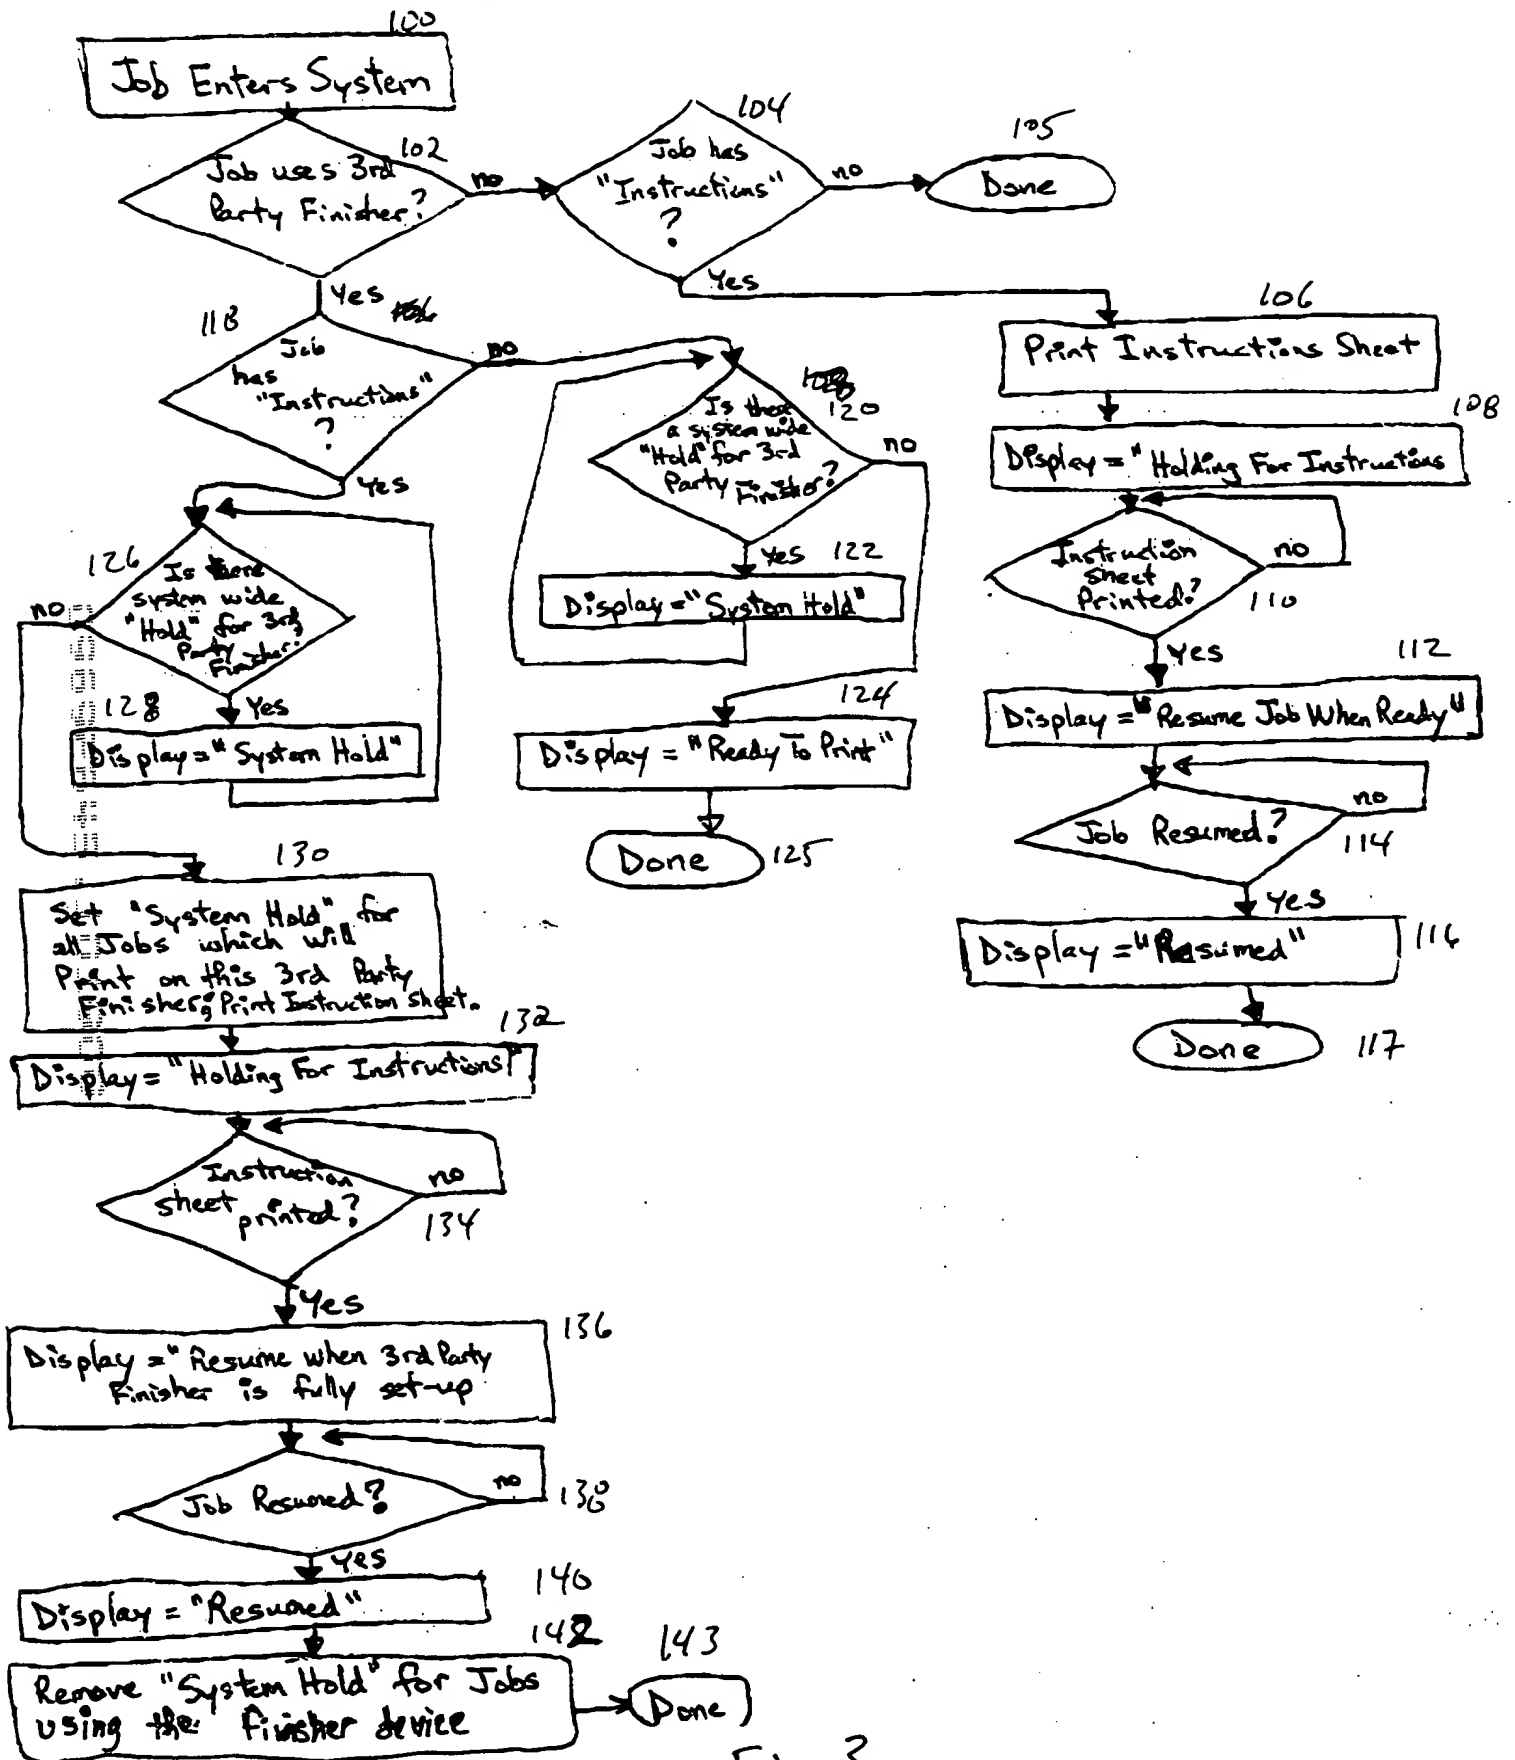 100
Job Enters System
102
Job uses 3rd
Party Finisher?
no
104
Job has
"Instructions"
?
no
105
Done
Yes
Yes
118
Job
has
"Instructions"
?
no
Yes
106
Print Instructions Sheet
108
Display = "Holding For Instructions
Instruction
sheet
Printed?
no
110
Yes
112
Display = "Resume Job When Ready"
Job Resumed?
no
114
Yes
Display = "Resumed"
116
Done
117
120
Is there
a system wide
"Hold" for 3rd
Party Finisher?
no
Yes
122
Display = "System Hold"
124
Display = "Ready To Print"
Done
125
126
Is there
system wide
"Hold" for 3rd
Party
Finisher?
no
128
Yes
Display = "System Hold"
130
Set "System Hold" for
all Jobs which will
Print on this 3rd Party
Finisher; Print Instruction Sheet.
132
Display = "Holding For Instructions"
Instruction
sheet printed?
no
134
Yes
136
Display = "Resume when 3rd Party
Finisher is fully set-up
Job Resumed?
no
138
Yes
140
Display = "Resumed"
142
Remove "System Hold" for Jobs
using the finisher device
143
Done